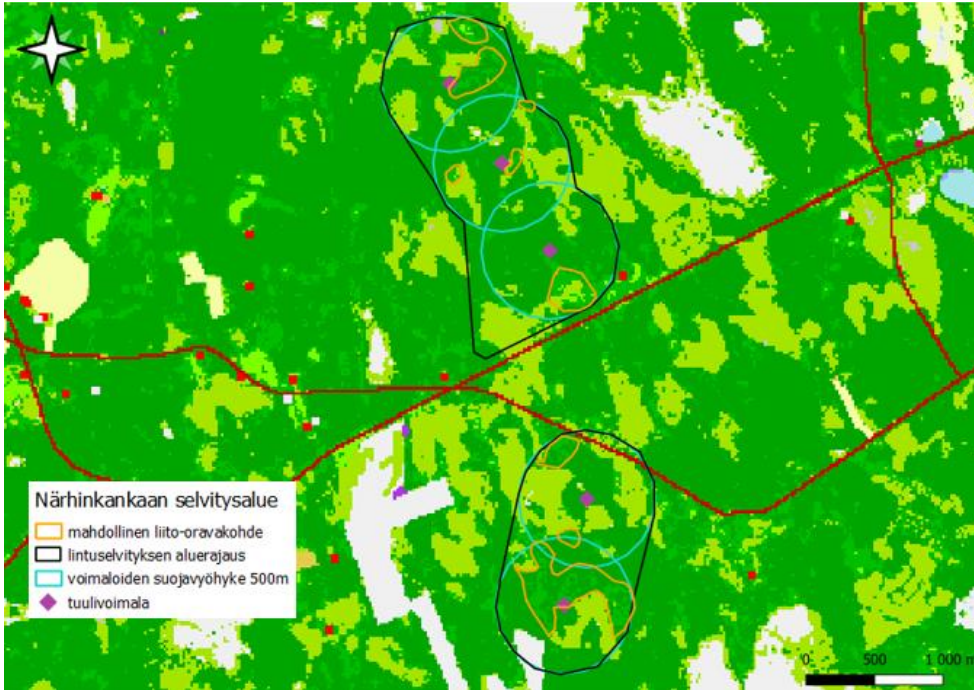 Närhinkankaan selvitysalue
mahdollinen liito-oravakohde
lintuselvityksen aluerajaus
voimaloiden suojavyöhyke 500m
tuulivoimala
0 500 1 000 m